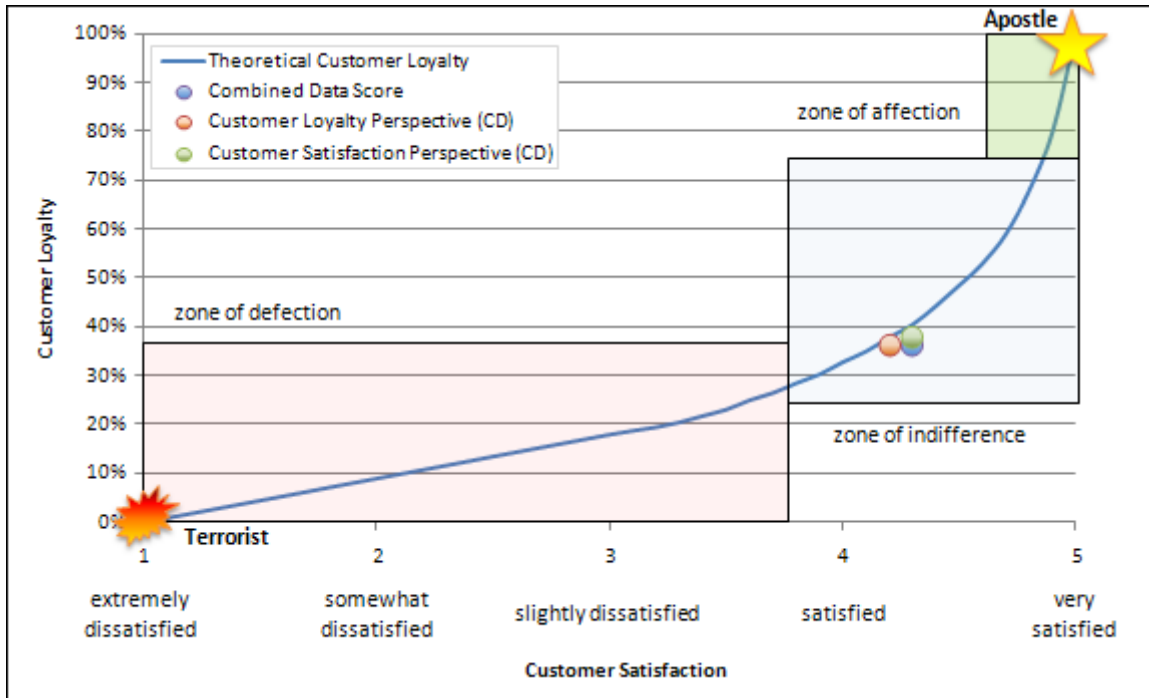 Apostle
100%
90%
80%
70%
60%
50%
40%
30%
20%
10%
0%
Customer Loyalty
Theoretical Customer Loyalty
Combined Data Score
Customer Loyalty Perspective (CD)
Customer Satisfaction Perspective (CD)
zone of affection
zone of defection
zone of indifference
Terrorist
1 2 3 4 5
extremely
dissatisfied
somewhat
dissatisfied
slightly dissatisfied
satisfied
very
satisfied
Customer Satisfaction